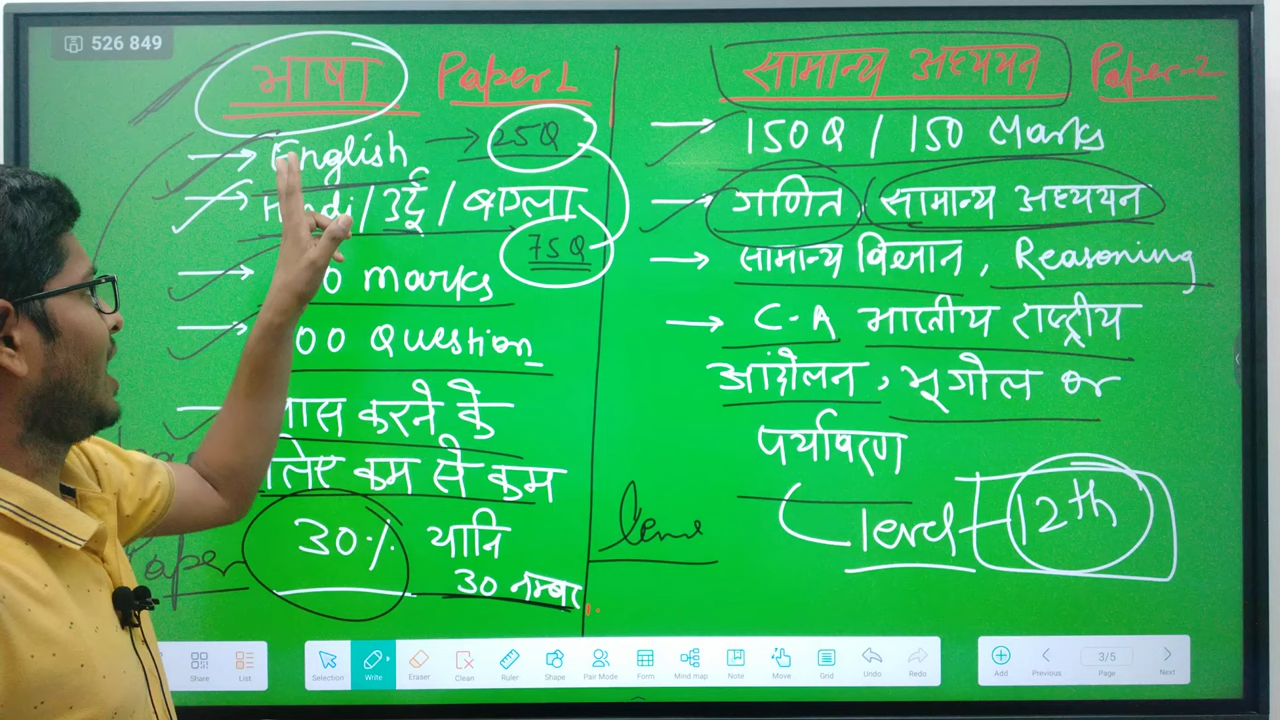 526 849
भाषा Paper 1
→ English → 25Q
→ Hindi / उर्दू / बांग्ला
75Q
→ 0 marks
→ 00 Question
→ पास करने के
लिए कम से कम
30% यानि
30 नम्बर
Paper
सामान्य अध्ययन Paper-2
→ 150 Q / 150 Marks
→ गणित, सामान्य अध्ययन
→ सामान्य विज्ञान, Reasoning
→ C-A भारतीय राष्ट्रीय
आंदोलन, भूगोल or
पर्यावरण
level - 12th
Share List Selection Write Eraser Clean Ruler Shape Pair Mode Form Mind map Note Move Grid Undo Redo Add Previous 3/5 Page Next